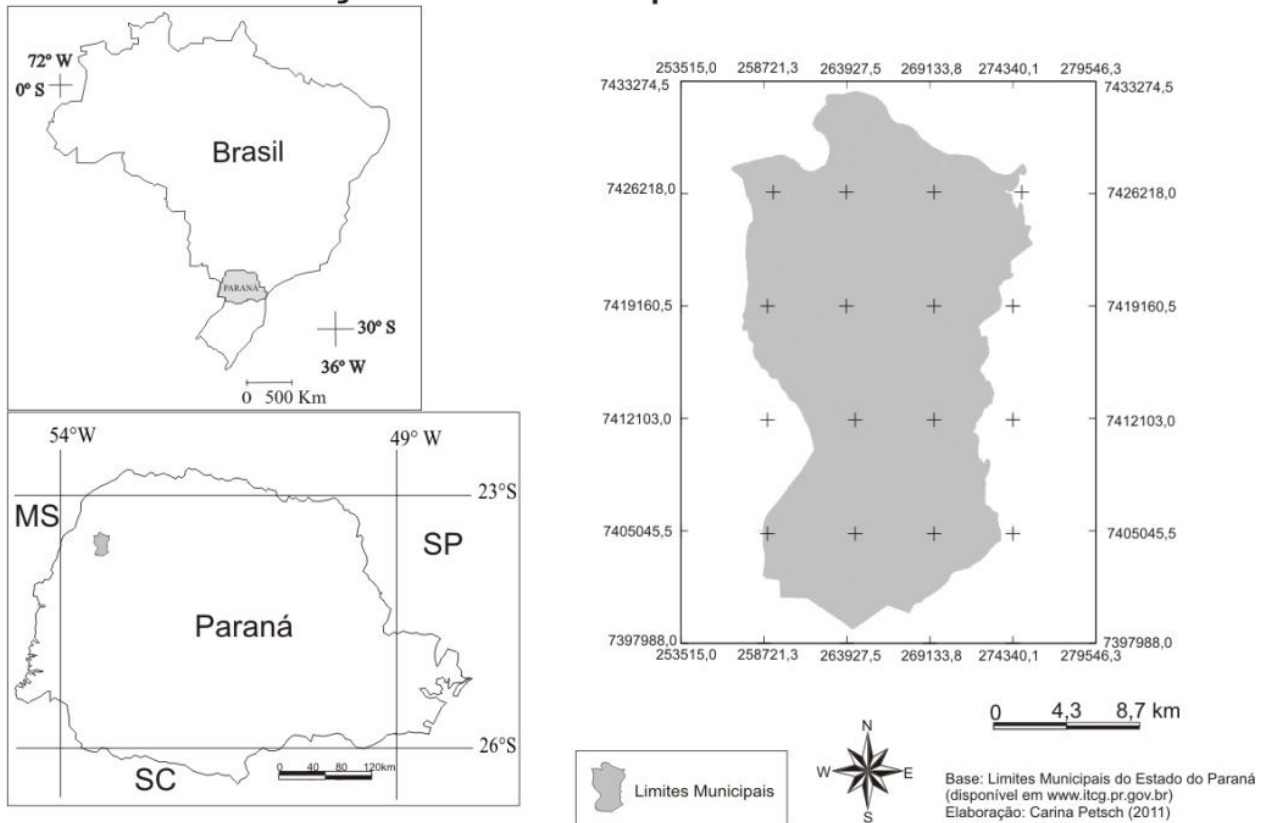 72º W
0º S
Brasil
PARANÁ
30º S
36º W
0 500 Km
54°W
49° W
23°S
MS
SP
Paraná
26°S
0 40 80 120km
SC
253515,0 258721,3 263927,5 269133,8 274340,1 279546,3
7433274,5 7433274,5
7426218,0 7426218,0
7419160,5 7419160,5
7412103,0 7412103,0
7405045,5 7405045,5
7397988,0 7397988,0
253515,0 258721,3 263927,5 269133,8 274340,1 279546,3
0 4,3 8,7 km
N
W E
S
Limites Municipais
Base: Limites Municipais do Estado do Paraná
(disponível em www.itcg.pr.gov.br)
Elaboração: Carina Petsch (2011)